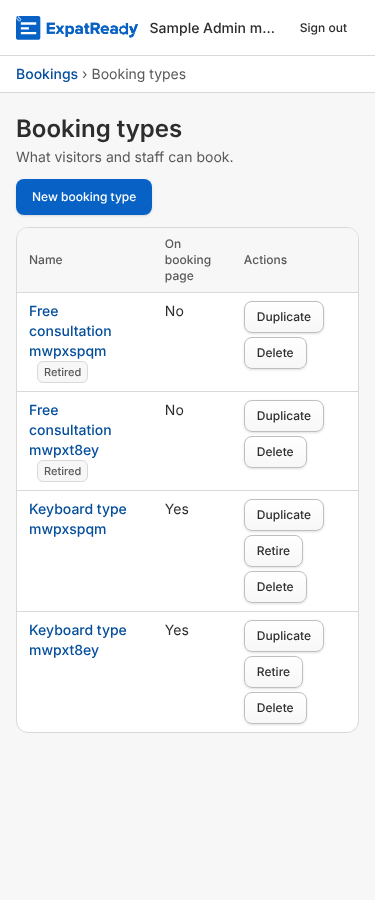 ExpatReady Sample Admin m... Sign out
Bookings › Booking types
Booking types
What visitors and staff can book.
New booking type
Name On booking page Actions
Free consultation mwpxspqm Retired No Duplicate Delete
Free consultation mwpxt8ey Retired No Duplicate Delete
Keyboard type mwpxspqm Yes Duplicate Retire Delete
Keyboard type mwpxt8ey Yes Duplicate Retire Delete